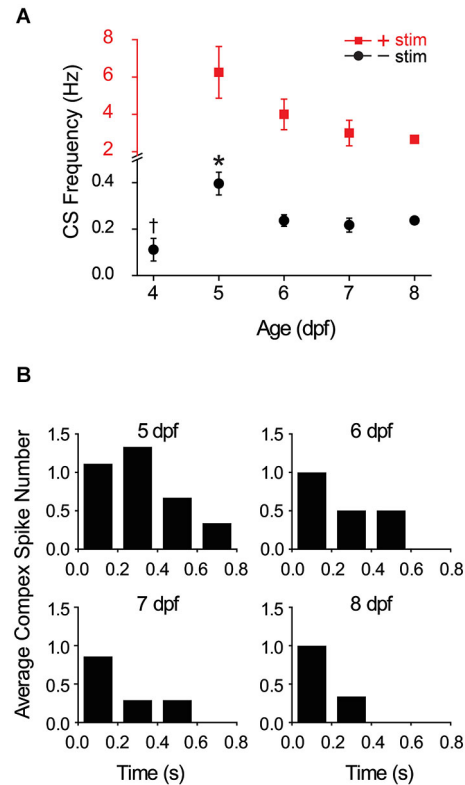 A
+ stim
− stim
CS Frequency (Hz)
8
6
4
2
0.4
0.2
0.0
*
†
4 5 6 7 8
Age (dpf)
B
Average Compex Spike Number
5 dpf
1.5
1.0
0.5
0.0
0.0 0.2 0.4 0.6 0.8
6 dpf
1.5
1.0
0.5
0.0
0.0 0.2 0.4 0.6 0.8
7 dpf
1.5
1.0
0.5
0.0
0.0 0.2 0.4 0.6 0.8
Time (s)
8 dpf
1.5
1.0
0.5
0.0
0.0 0.2 0.4 0.6 0.8
Time (s)